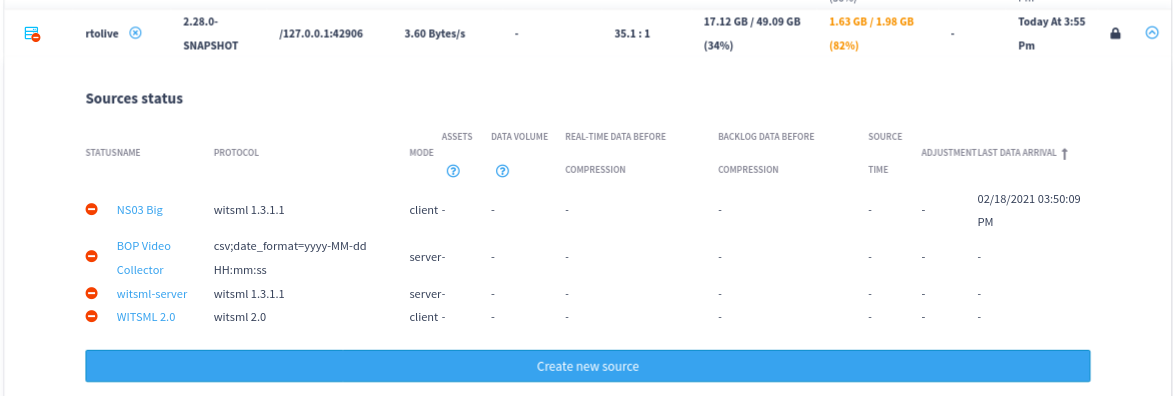 rtolive
2.28.0-
SNAPSHOT
/127.0.0.1:42906
3.60 Bytes/s
-
35.1 : 1
17.12 GB / 49.09 GB
(34%)
1.63 GB / 1.98 GB
(82%)
-
Today At 3:55
Pm
Sources status
STATUS NAME PROTOCOL MODE ASSETS DATA VOLUME REAL-TIME DATA BEFORE COMPRESSION BACKLOG DATA BEFORE COMPRESSION SOURCE TIME ADJUSTMENT LAST DATA ARRIVAL ↑
NS03 Big witsml 1.3.1.1 client - - - - - - 02/18/2021 03:50:09
PM
BOP Video
Collector
csv;date_format=yyyy-MM-dd
HH:mm:ss
server - - - - - - -
witsml-server witsml 1.3.1.1 server - - - - - - -
WITSML 2.0 witsml 2.0 client - - - - - - -
Create new source